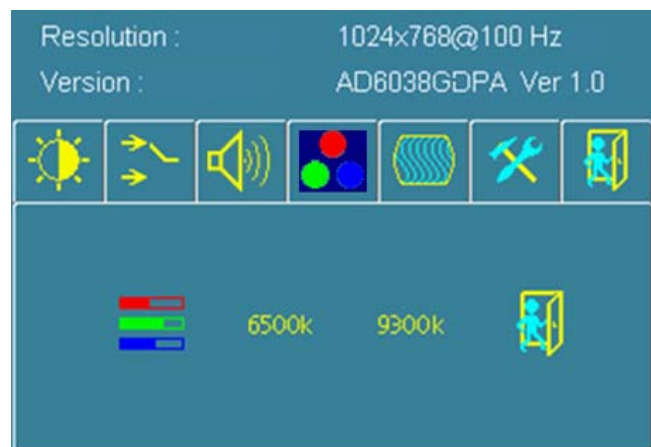 Resolution : 1024x768@100 Hz
Version : AD6038GDPA Ver 1.0
6500k 9300k